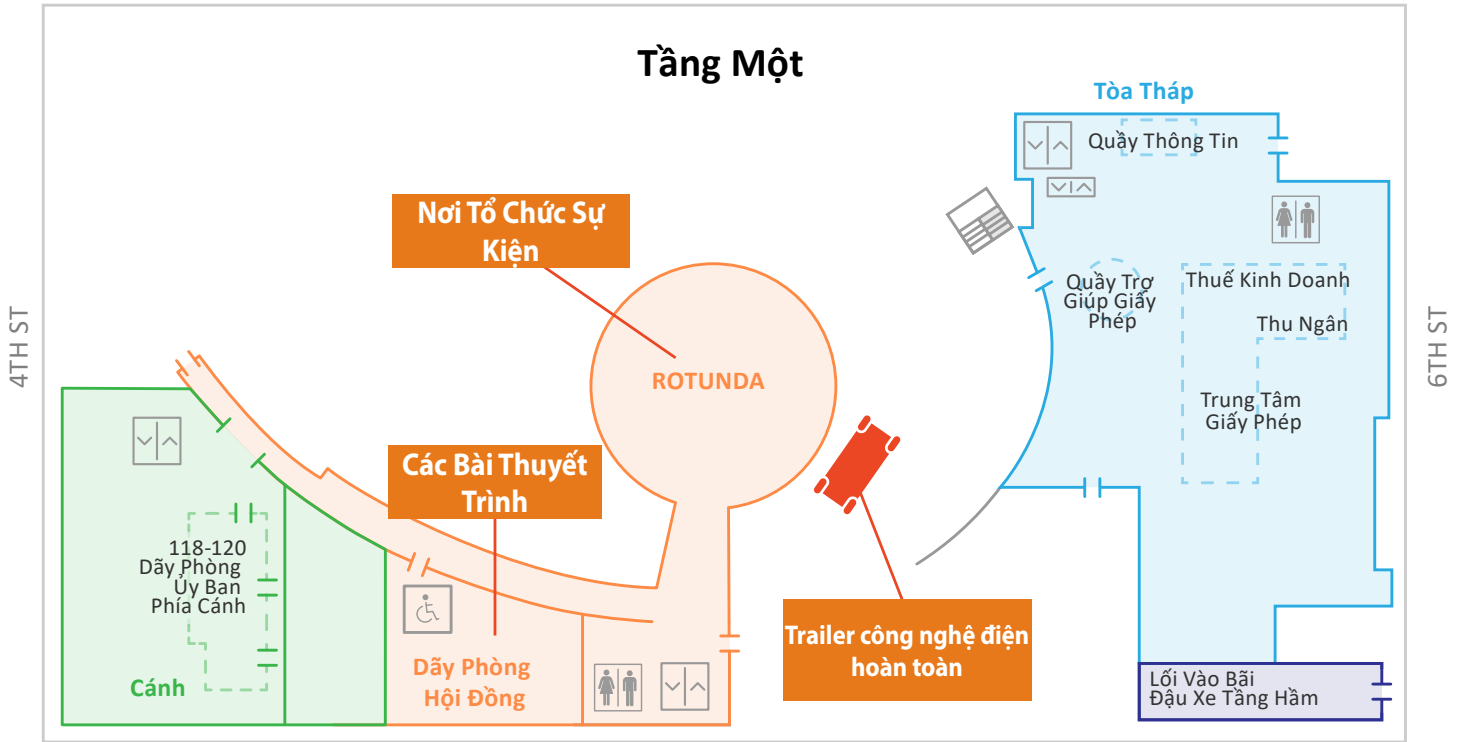 Tầng Một
Tòa Tháp
Quầy Thông Tin
Nơi Tổ Chức Sự
Kiện
Quầy Trợ
Giúp Giấy
Phép
Thuế Kinh Doanh
Thu Ngân
4TH ST
6TH ST
ROTUNDA
Trung Tâm
Giấy Phép
Các Bài Thuyết
Trình
118-120
Dãy Phòng
Ủy Ban
Phía Cánh
Cánh
Dãy Phòng
Hội Đồng
Trailer công nghệ điện
hoàn toàn
Lối Vào Bãi
Đậu Xe Tầng Hầm